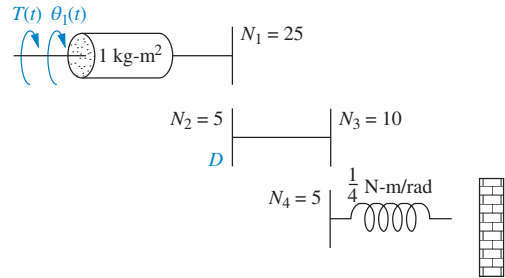 T(t) θ₁(t)
1 kg-m²
N₁ = 25
N₂ = 5
N₃ = 10
D
N₄ = 5
1/4 N-m/rad